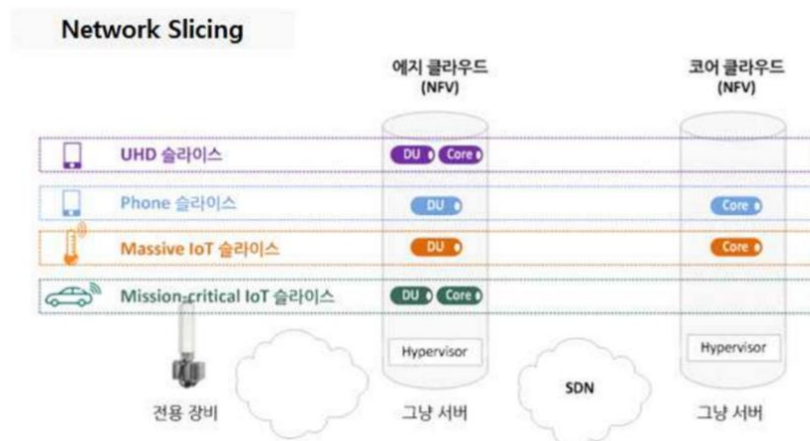 Network Slicing
에지 클라우드
(NFV)
코어 클라우드
(NFV)
UHD 슬라이스
DU
Core
Phone 슬라이스
DU
Core
Massive IoT 슬라이스
DU
Core
Mission-critical IoT 슬라이스
DU
Core
Hypervisor
Hypervisor
SDN
전용 장비
그냥 서버
그냥 서버